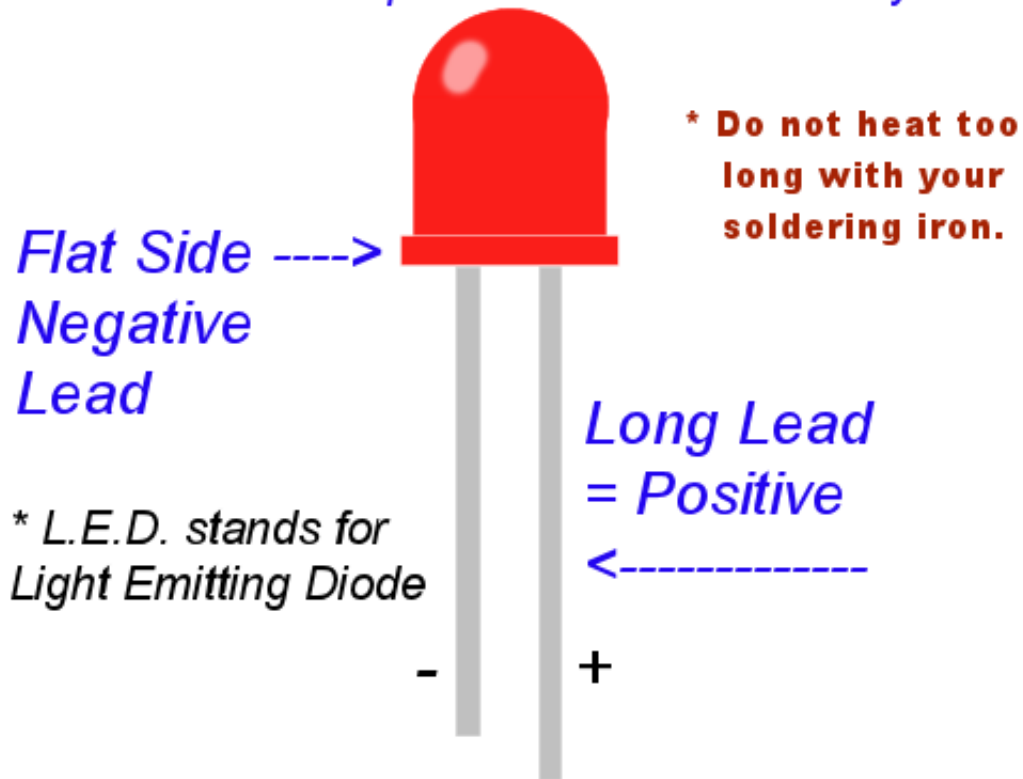 * Do not heat too
long with your
soldering iron.
Flat Side ---->
Negative
Lead
Long Lead
= Positive
<-------------
* L.E.D. stands for
Light Emitting Diode
- +